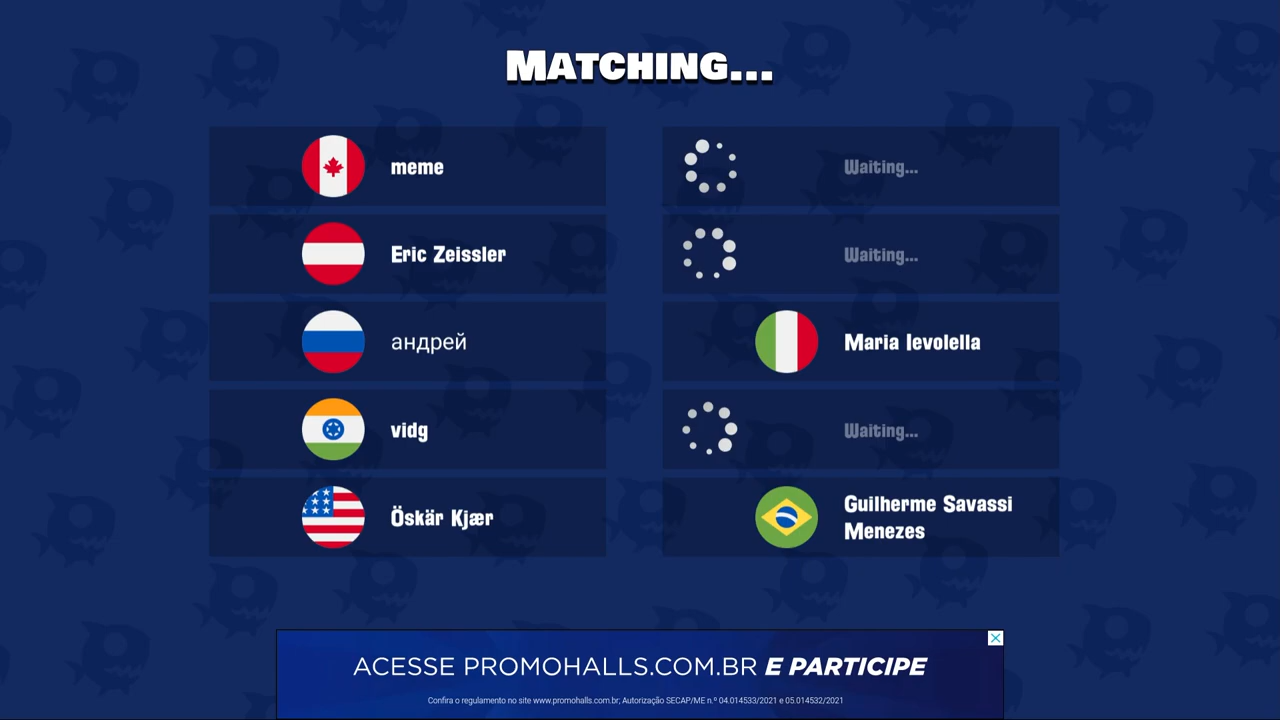 MATCHING...
meme
Waiting...
Eric Zeissler
Waiting...
андрей
Maria Ievolella
vidg
Waiting...
Öskär Kjær
Guilherme Savassi
Menezes
ACESSE PROMOHALLS.COM.BR E PARTICIPE
Confira o regulamento no site www.promohalls.com.br; Autorização SECAP/ME n.º 04.014533/2021 e 05.014532/2021